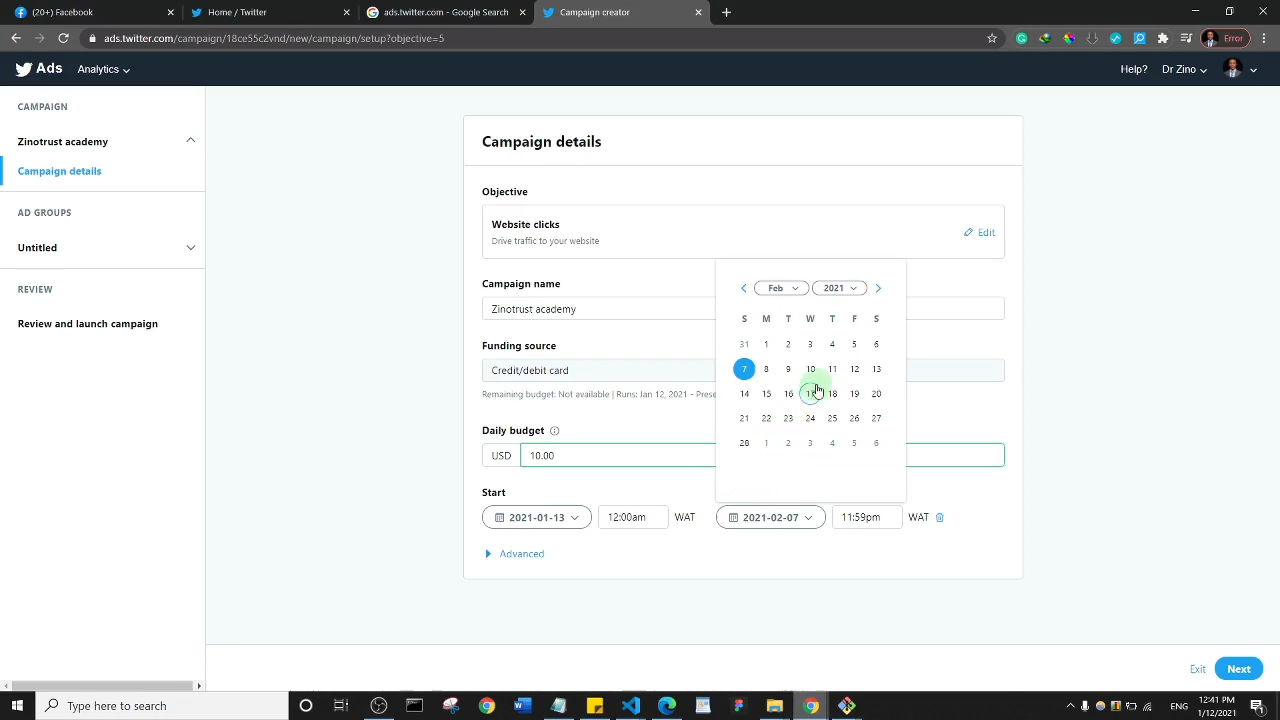 (20+) Facebook
Home / Twitter
ads.twitter.com - Google Search
Campaign creator
ads.twitter.com/campaign/18ce55c2vnd/new/campaign/setup?objective=5
Error
Ads
Analytics
Help?
Dr Zino
CAMPAIGN
Zinotrust academy
Campaign details
AD GROUPS
Untitled
REVIEW
Review and launch campaign
Campaign details
Objective
Website clicks
Drive traffic to your website
Edit
Campaign name
Zinotrust academy
Funding source
Credit/debit card
Remaining budget: Not available | Runs: Jan 12, 2021 - Prese
Daily budget
USD 10.00
Feb 2021
S M T W T F S
31 1 2 3 4 5 6
7 8 9 10 11 12 13
14 15 16 17 18 19 20
21 22 23 24 25 26 27
28 1 2 3 4 5 6
Start
2021-01-13 12:00am WAT 2021-02-07 11:59pm WAT
Advanced
Exit Next
Type here to search
ENG
12:41 PM
1/12/2021